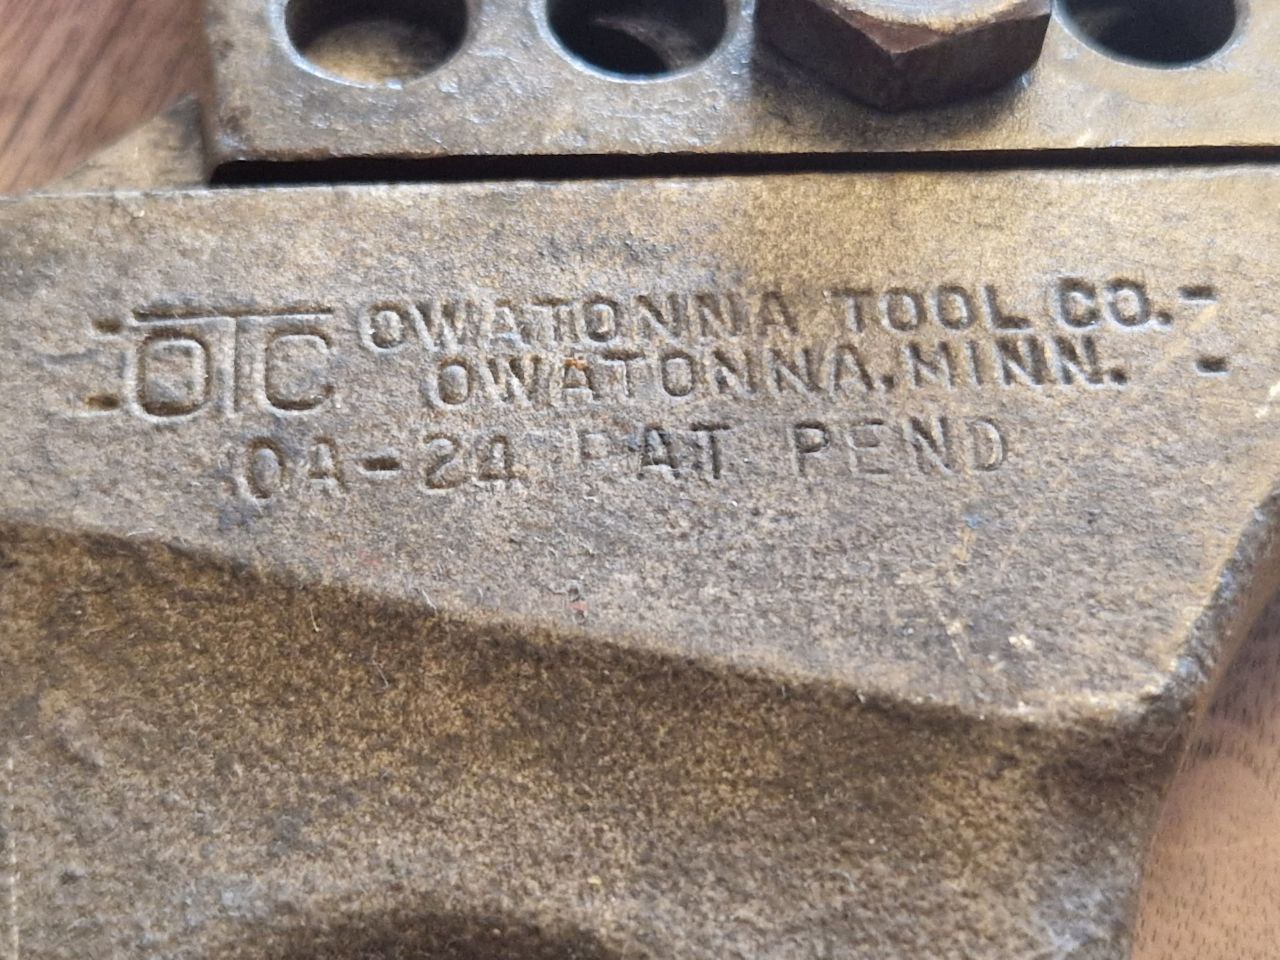 OTC OWATONNA TOOL CO.-
OWATONNA, MINN. -
OA-24 PAT PEND